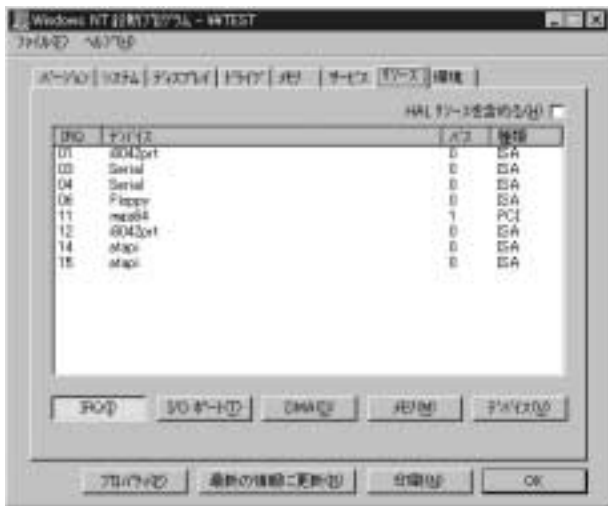 Windows NT 診断プログラム - \\TEST
ファイル(F) ヘルプ(H)
バージョン システム ディスプレイ ドライブ メモリ サービス リソース 環境
HAL リソースを含める(H)
IRQ デバイス バス 種類
01 i8042prt 0 ISA
03 Serial 0 ISA
04 Serial 0 ISA
06 Floppy 0 ISA
11 mga64 1 PCI
12 i8042prt 0 ISA
14 atapi 0 ISA
15 atapi 0 ISA
IRQ(I) I/O ポート(T) DMA(D) メモリ(M) デバイス(V)
プロパティ(P) 最新の情報に更新(R) 印刷(N) OK